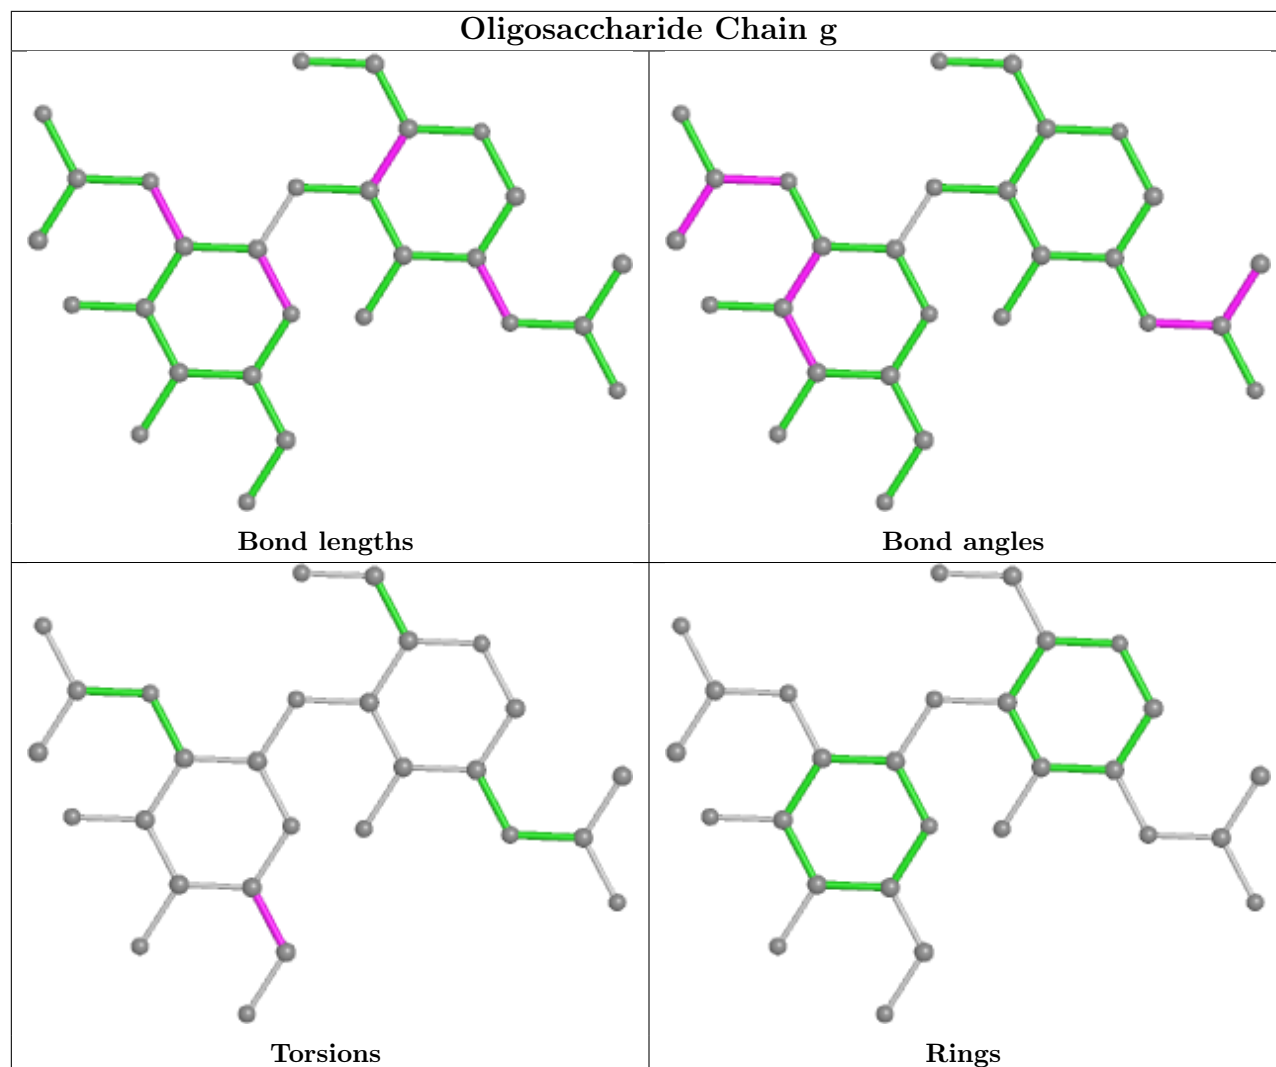 Oligosaccharide Chain g
Bond lengths
Bond angles
Torsions
Rings